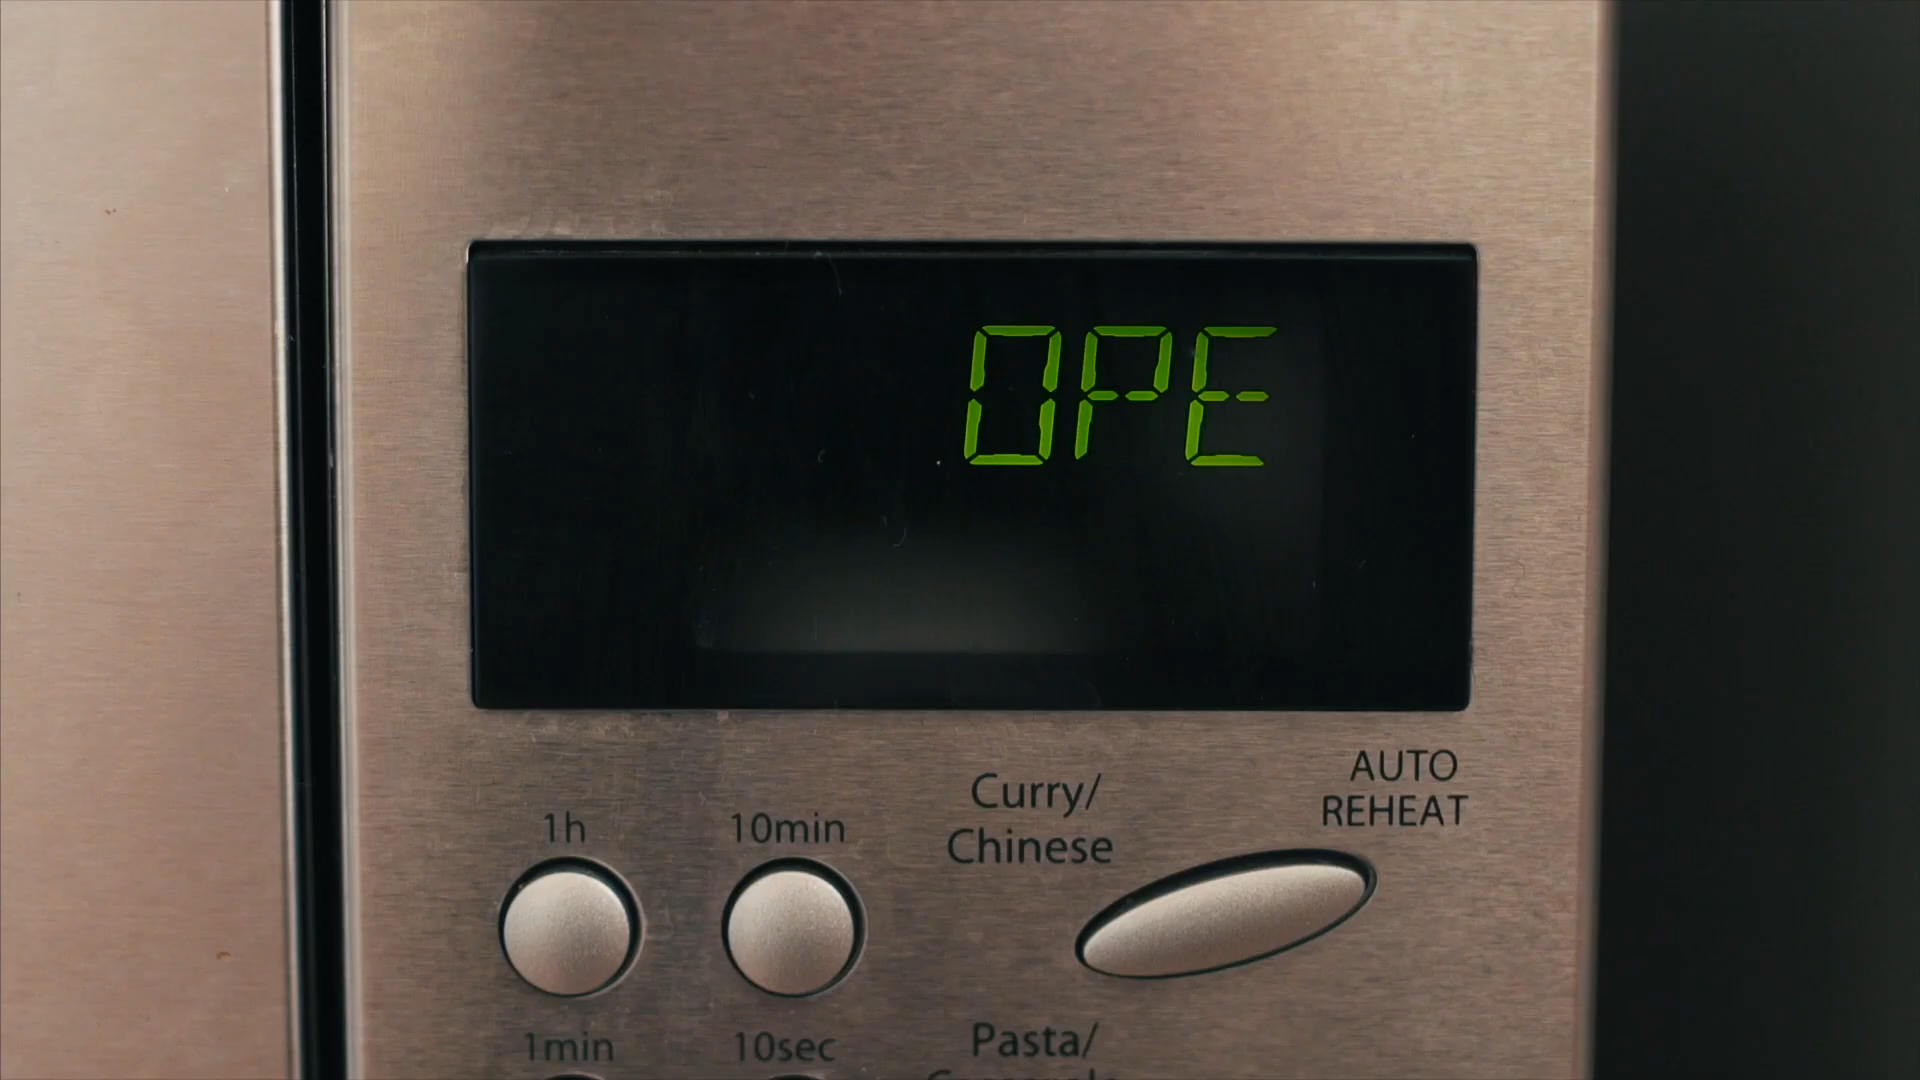 OPE
AUTO
REHEAT
Curry/
Chinese
1h
10min
1min
10sec
Pasta/